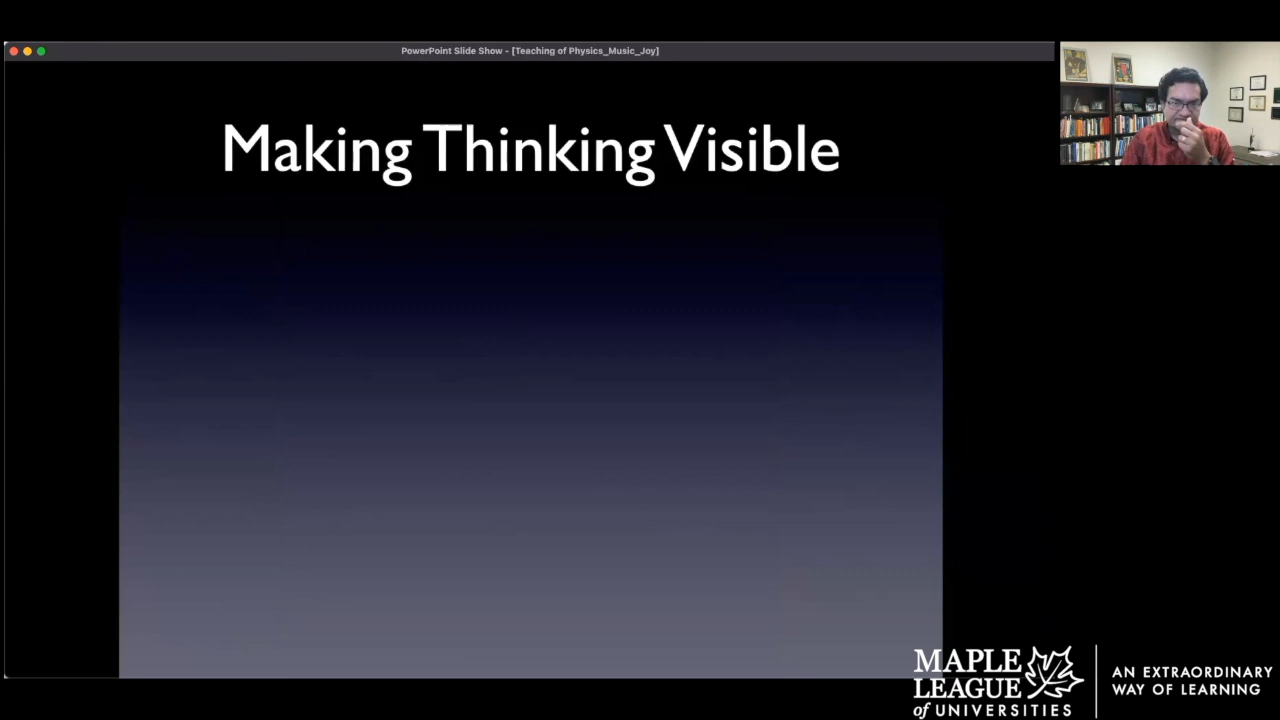 PowerPoint Slide Show - [Teaching of Physics_Music_Joy]
Making Thinking Visible
MAPLE
LEAGUE
of UNIVERSITIES
AN EXTRAORDINARY
WAY OF LEARNING